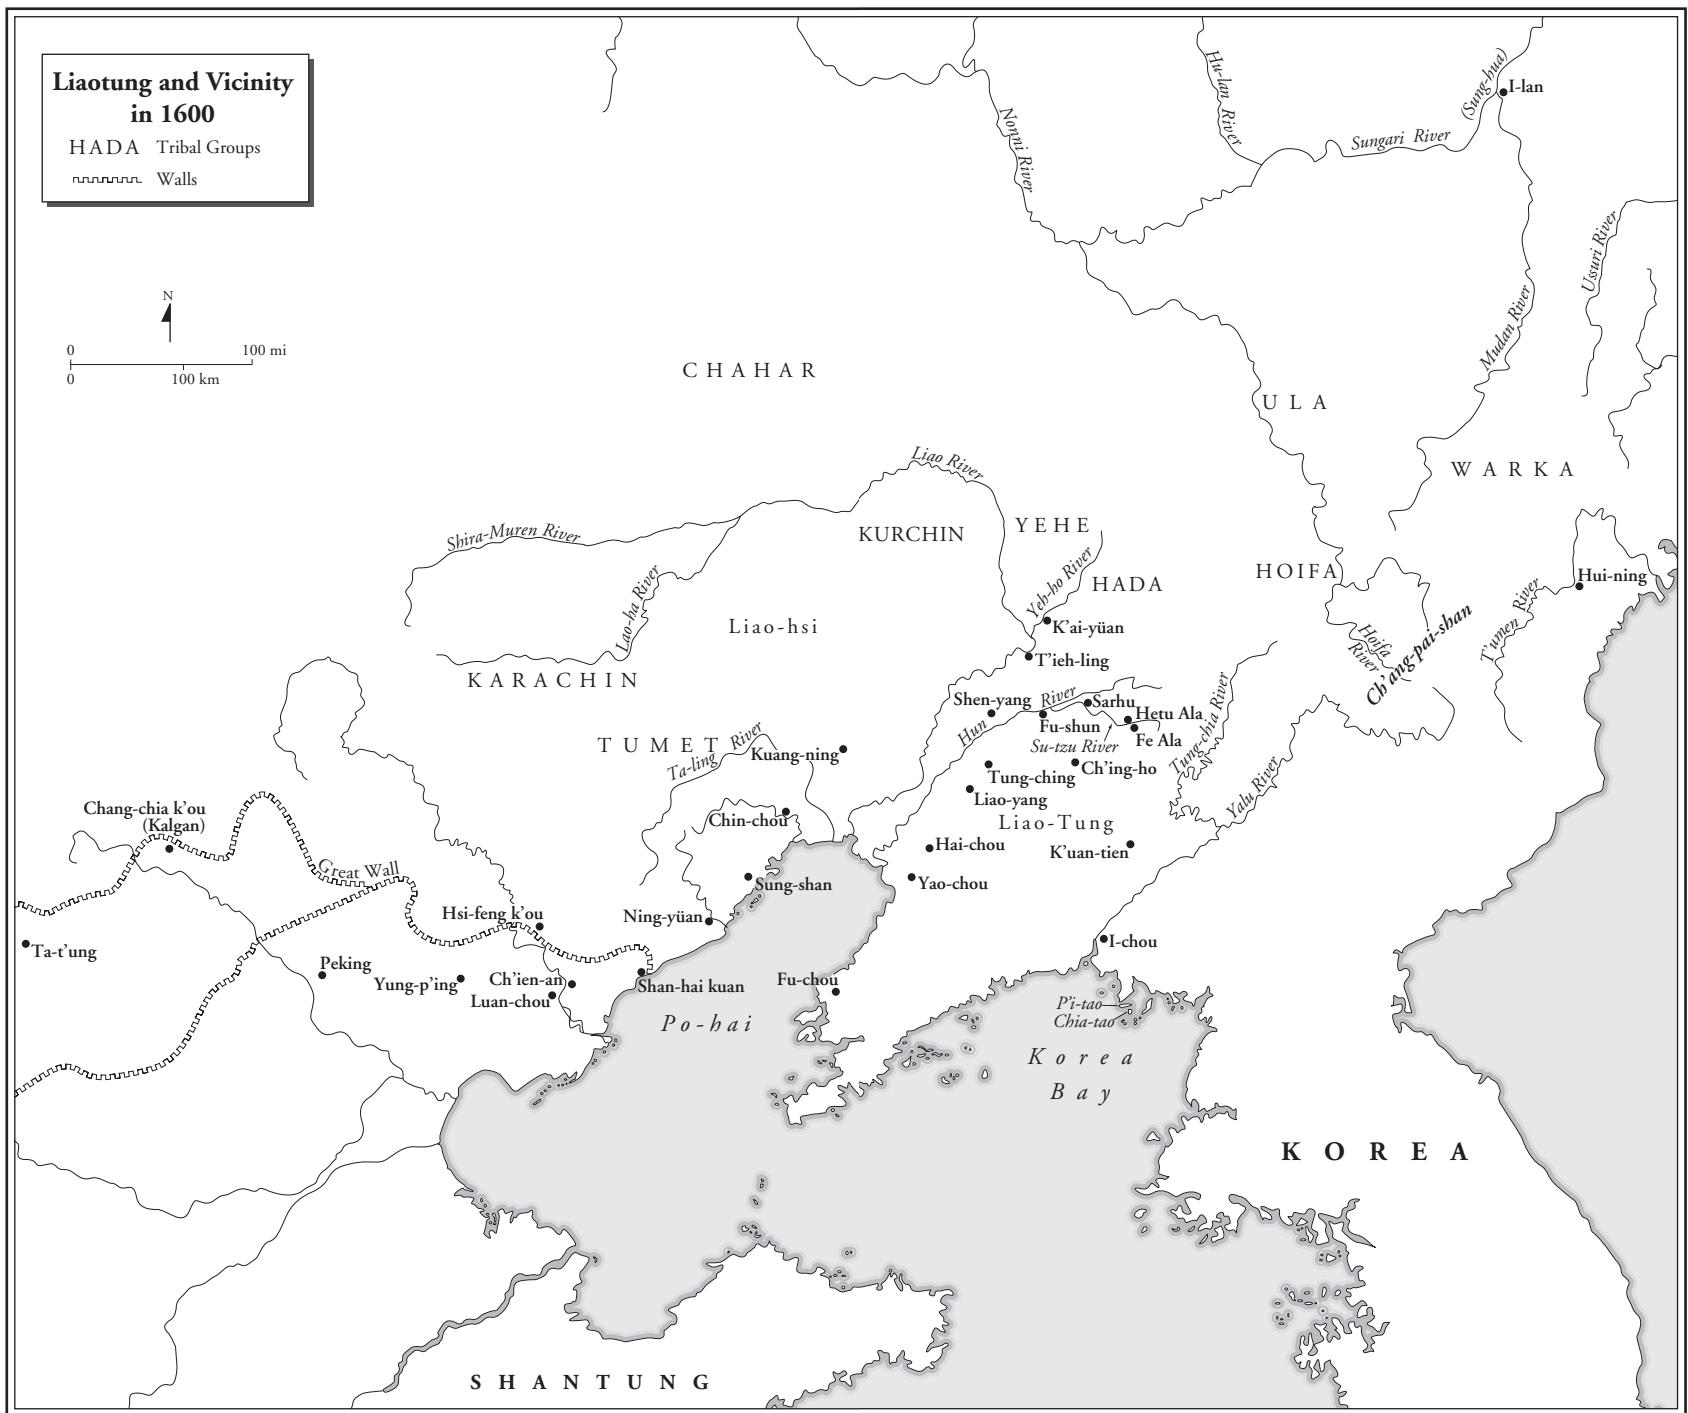 Liaotung and Vicinity
in 1600
HADA Tribal Groups
Walls
N
0 100 mi
0 100 km
Hu-lan River
(Sung-hua)
I-lan
Nonni River
Sungari River
Ussuri River
Mudan River
CHAHAR
ULA
WARKA
Liao River
Shira-Muren River
KURCHIN
YEHE
Yeh-ho River
HADA
HOIFA
Hui-ning
Lao-ha River
Liao-hsi
K’ai-yüan
T’ieh-ling
Hoifa
River
Ch’ang-pai-shan
T’umen River
KARACHIN
Shen-yang
Hun River
Sarhu
Hetu Ala
Fu-shun
Fe Ala
Su-tzu River
Tung-chia River
TUMET
Ta-ling River
Kuang-ning
Ch’ing-ho
Tung-ching
Liao-yang
Yalu River
Chang-chia k’ou
(Kalgan)
Chin-chou
Liao-Tung
Hai-chou
K’uan-tien
Great Wall
Sung-shan
Yao-chou
Hsi-feng k’ou
Ning-yüan
I-chou
Ta-t’ung
Peking
Yung-p’ing
Ch’ien-an
Luan-chou
Shan-hai kuan
Fu-chou
Po-hai
P’i-tao
Chia-tao
Korea
Bay
KOREA
SHANTUNG